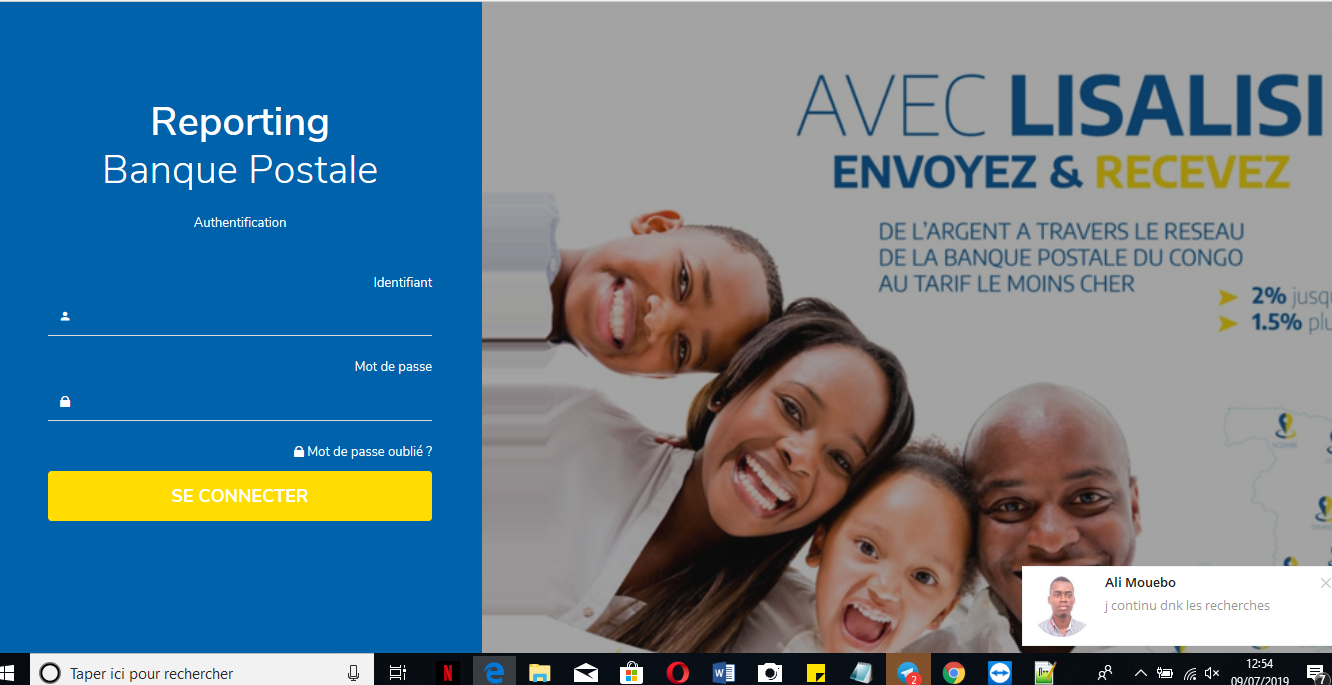 Reporting
Banque Postale
Authentification
Identifiant
Mot de passe
Mot de passe oublié ?
SE CONNECTER
AVEC LISALISI
ENVOYEZ & RECEVEZ
DE L'ARGENT A TRAVERS LE RESEAU
DE LA BANQUE POSTALE DU CONGO
AU TARIF LE MOINS CHER
2% jusq
1.5% plu
Ali Mouebo
j continu dnk les recherches
Taper ici pour rechercher
2
12:54
09/07/2019
7